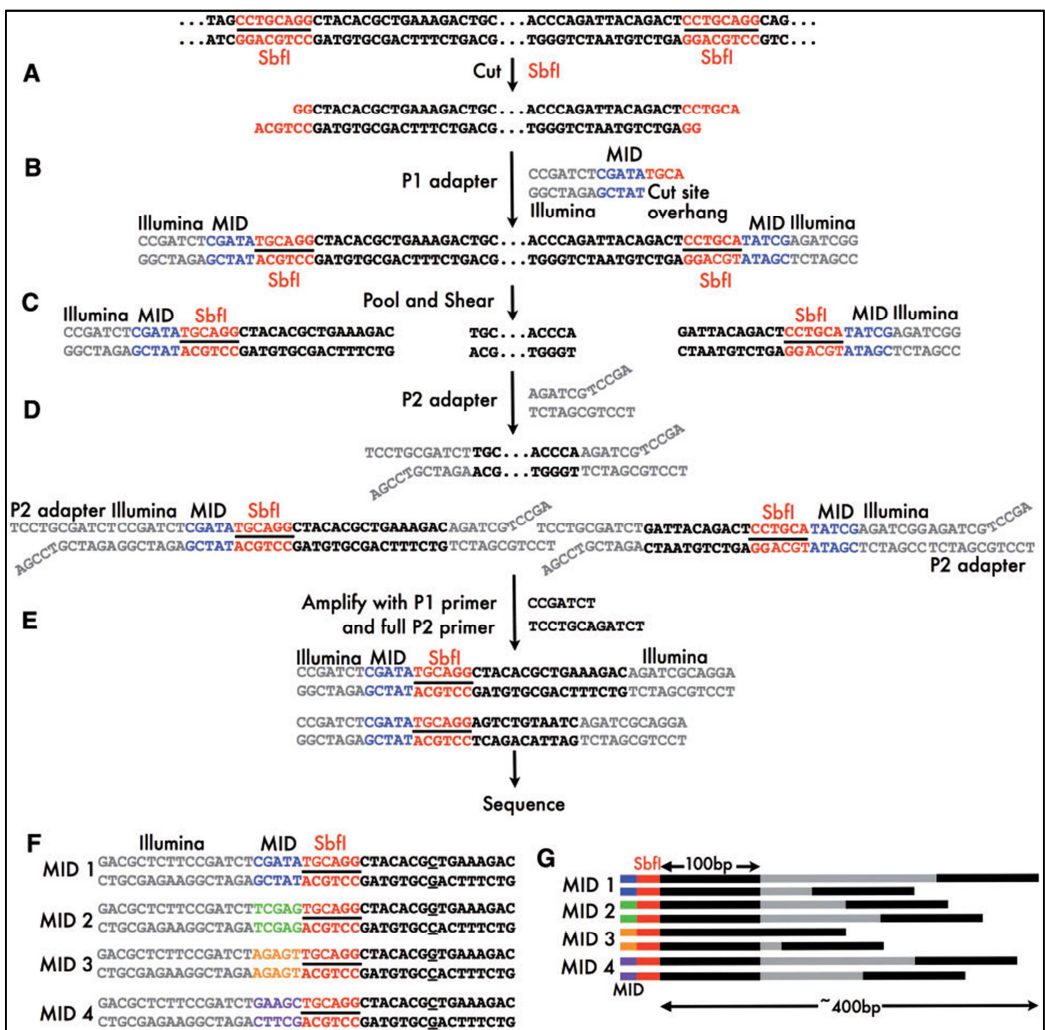 ...TAGCCTGCAGGCTACACGCTGAAAGACTGC...ACCCAGATTACAGACTCCTGCAGGCAG...
...ATCGGACGTCCGATGTGCGACTTTCTGACG...TGGGTCTAATGTCTGAGGACGTCCGTC...
SbfI SbfI
A Cut SbfI
GGCTACACGCTGAAAGACTGC...ACCCAGATTACAGACTCCTGCA
ACGTCCGATGTGCGACTTTCTGACG...TGGGTCTAATGTCTGAGG
B MID
P1 adapter CCGATCTCGATATGCA
GGCTAGAGCTAT Cut site
Illumina overhang
Illumina MID MID Illumina
CCGATCTCGATATGCAGGCTACACGCTGAAAGACTGC...ACCCAGATTACAGACTCCTGCATATCGAGATCGG
GGCTAGAGCTATACGTCCGATGTGCGACTTTCTGACG...TGGGTCTAATGTCTGAGGACGTATAGCTCTAGCC
SbfI SbfI
C Pool and Shear
Illumina MID SbfI SbfI MID Illumina
CCGATCTCGATATGCAGGCTACACGCTGAAAGAC TGC...ACCCA GATTACAGACTCCTGCATATCGAGATCGG
GGCTAGAGCTATACGTCCGATGTGCGACTTTCTG ACG...TGGGT CTAATGTCTGAGGACGTATAGCTCTAGCC
D P2 adapter AGATCGTCCGA
TCTAGCGTCCT
TCCTGCGATCTTGC...ACCCAAGATCGTCCGA
AGCCTGCTAGAACG...TGGGTTCTAGCGTCCT
P2 adapter Illumina MID SbfI SbfI MID Illumina
TCCTGCGATCTCCGATCTCGATATGCAGGCTACACGCTGAAAGACAGATCGTCCGA TCCTGCGATCTGATTACAGACTCCTGCATATCGAGATCGGAGATCGTCCGA
AGCCTGCTAGAGGCTAGAGCTATACGTCCGATGTGCGACTTTCTGTCTAGCGTCCT AGCCTGCTAGACTAATGTCTGAGGACGTATAGCTCTAGCCTCTAGCGTCCT
P2 adapter
E Amplify with P1 primer CCGATCT
and full P2 primer TCCTGCAGATCT
Illumina MID SbfI Illumina
CCGATCTCGATATGCAGGCTACACGCTGAAAGACAGATCGCAGGA
GGCTAGAGCTATACGTCCGATGTGCGACTTTCTGTCTAGCGTCCT
CCGATCTCGATATGCAGGAGTCTGTAATCAGATCGCAGGA
GGCTAGAGCTATACGTCCTCAGACATTAGTCTAGCGTCCT
Sequence
F Illumina MID SbfI
MID 1 GACGCTCTTCCGATCTCGATATGCAGGCTACACGCTGAAAGAC
CTGCGAGAAGGCTAGAGCTATACGTCCGATGTGCGACTTTCTG
MID 2 GACGCTCTTCCGATCTTCGAGTGCAGGCTACACGGTGAAAGAC
CTGCGAGAAGGCTAGATCGAGACGTCCGATGTGCCACTTTCTG
MID 3 GACGCTCTTCCGATCTAGAGTTGCAGGCTACACGGTGAAAGAC
CTGCGAGAAGGCTAGAAGAGTACGTCCGATGTGCCACTTTCTG
MID 4 GACGCTCTTCCGATCTGAAGCTGCAGGCTACACGCTGAAAGAC
CTGCGAGAAGGCTAGACTTCGACGTCCGATGTGCGACTTTCTG
G SbfI 100bp
MID 1
MID 2
MID 3
MID 4
MID ~400bp